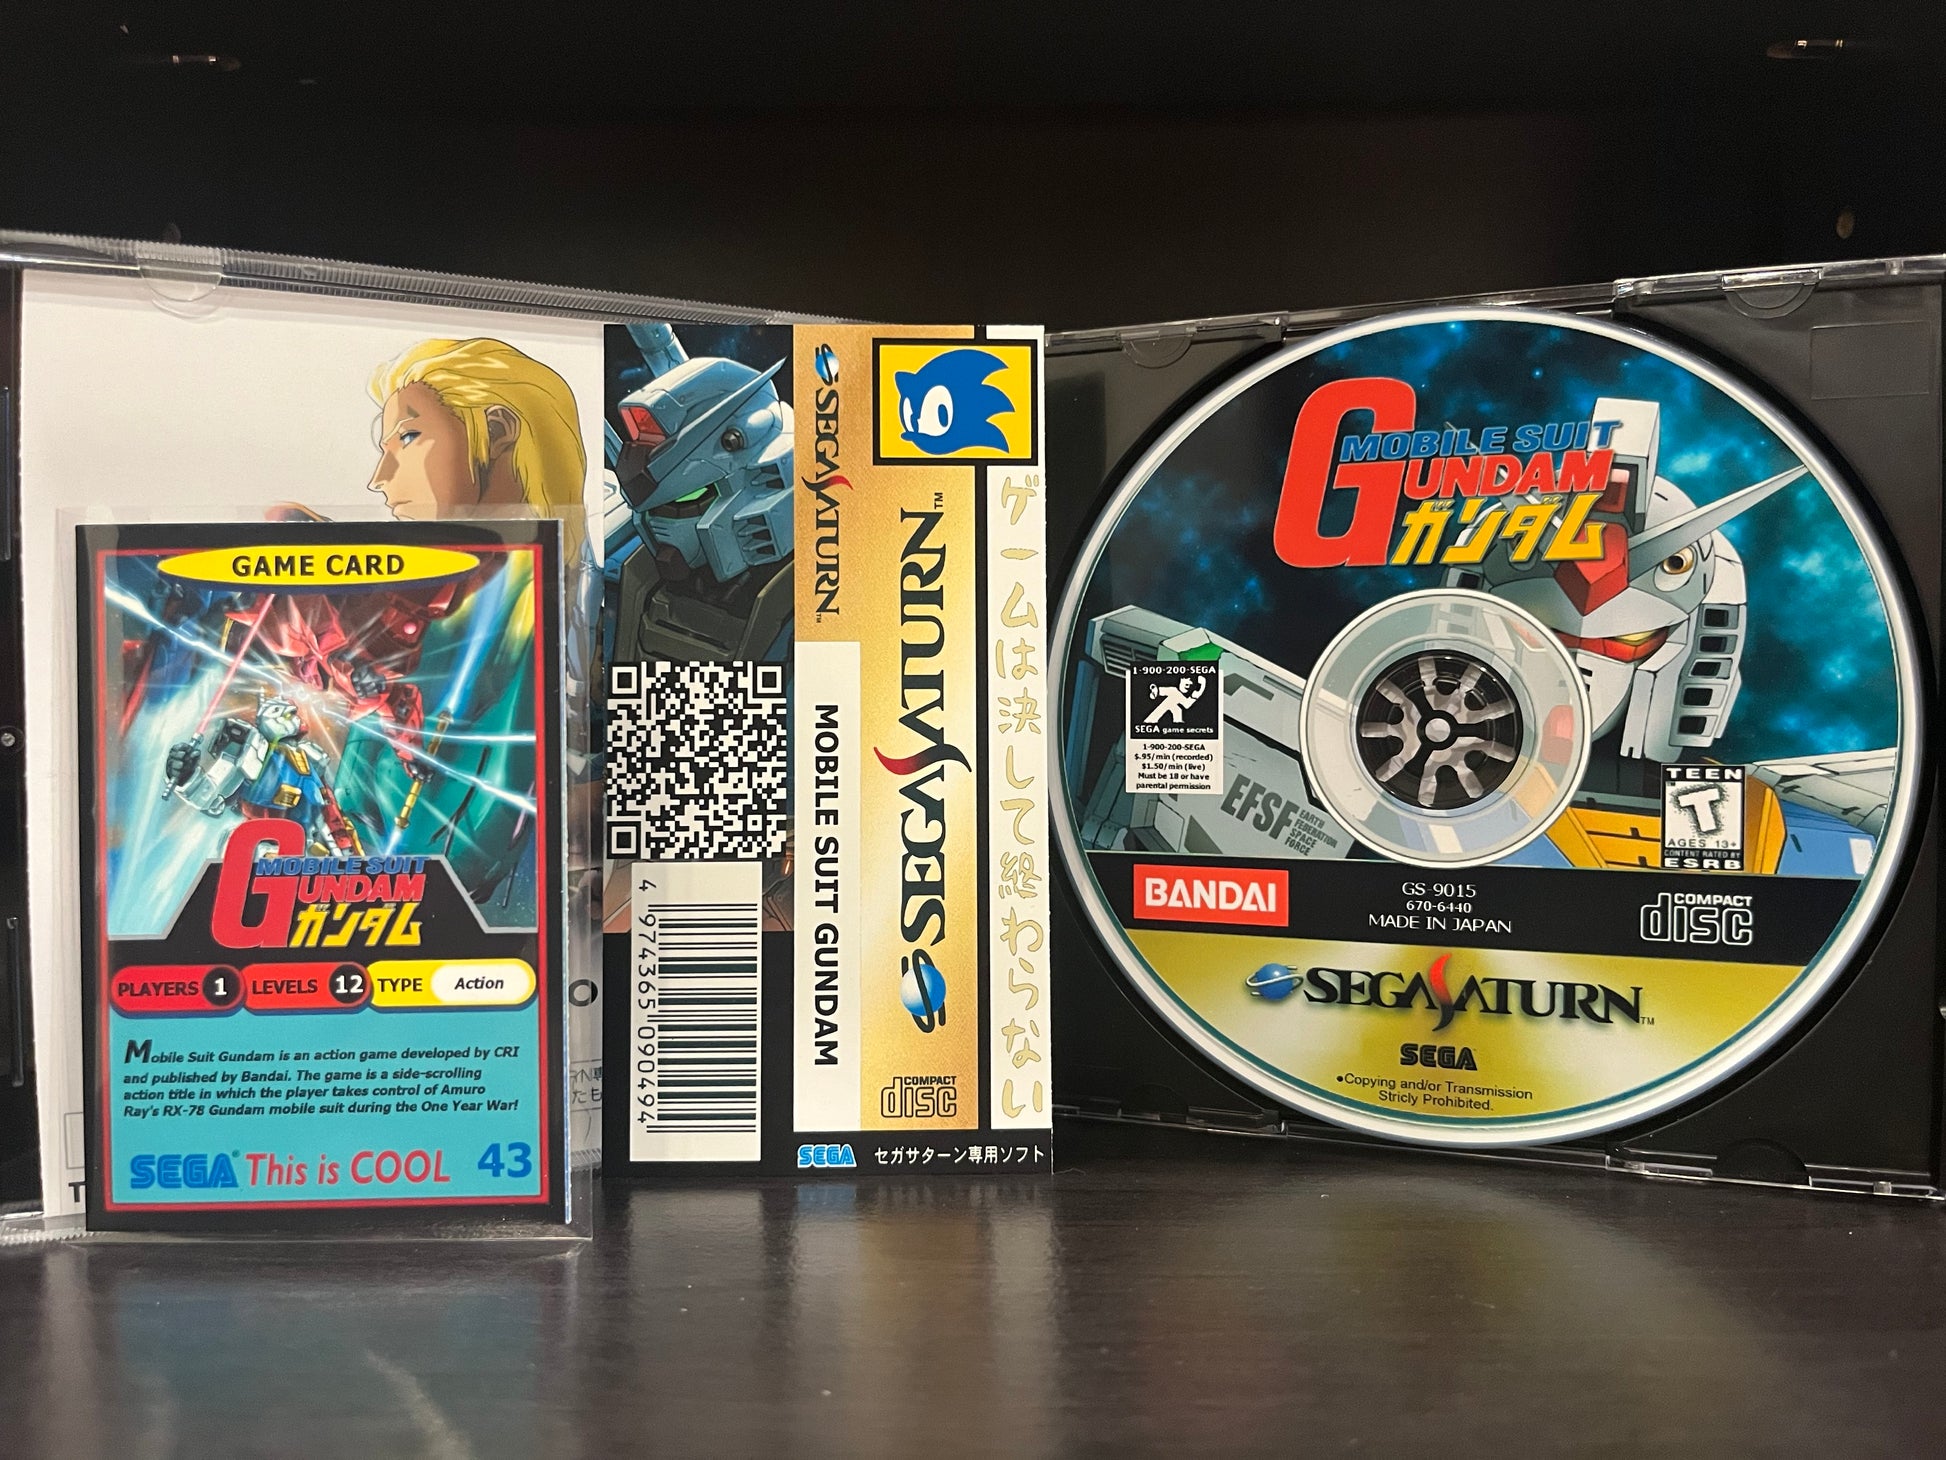 GAME CARD
MOBILE SUIT
GUNDAM
ガンダム
PLAYERS 1 LEVELS 12 TYPE Action
Mobile Suit Gundam is an action game developed by CRI
and published by Bandai. The game is a side-scrolling
action title in which the player takes control of Amuro
Ray's RX-78 Gundam mobile suit during the One Year War!
SEGA This is COOL 43
SEGA SATURN™
MOBILE SUIT GUNDAM
4 974365 090494
SEGA SATURN™
COMPACT
disc
ゲームは決して終わらない
SEGA セガサターン専用ソフト
MOBILE SUIT
GUNDAM
ガンダム
1-900-200-SEGA
SEGA game secrets
1-900-200-SEGA
$.95/min (recorded)
$1.50/min (live)
Must be 18 or have
parental permission
EFSF EARTH
FEDERATION
SPACE
FORCE
TEEN
T
AGES 13+
CONTENT RATED BY
ESRB
BANDAI
GS-9015
670-6440
MADE IN JAPAN
COMPACT
disc
SEGA SATURN™
SEGA
•Copying and/or Transmission
Stricly Prohibited.